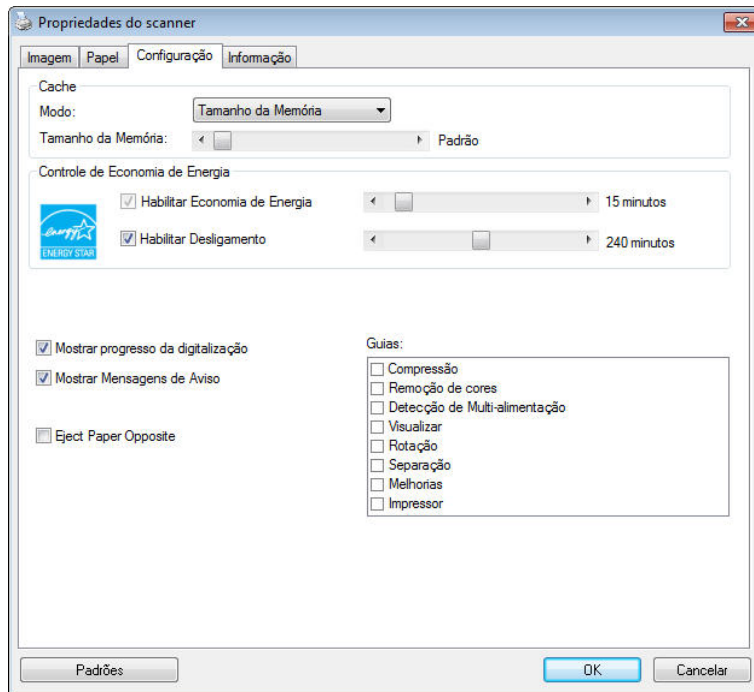 Propriedades do scanner
Imagem Papel Configuração Informação
Cache
Modo: Tamanho da Memória
Tamanho da Memória: Padrão
Controle de Economia de Energia
Habilitar Economia de Energia 15 minutos
energy
ENERGY STAR
Habilitar Desligamento 240 minutos
Mostrar progresso da digitalização
Mostrar Mensagens de Aviso
Eject Paper Opposite
Guias:
Compressão
Remoção de cores
Detecção de Multi-alimentação
Visualizar
Rotação
Separação
Melhorias
Impressor
Padrões OK Cancelar